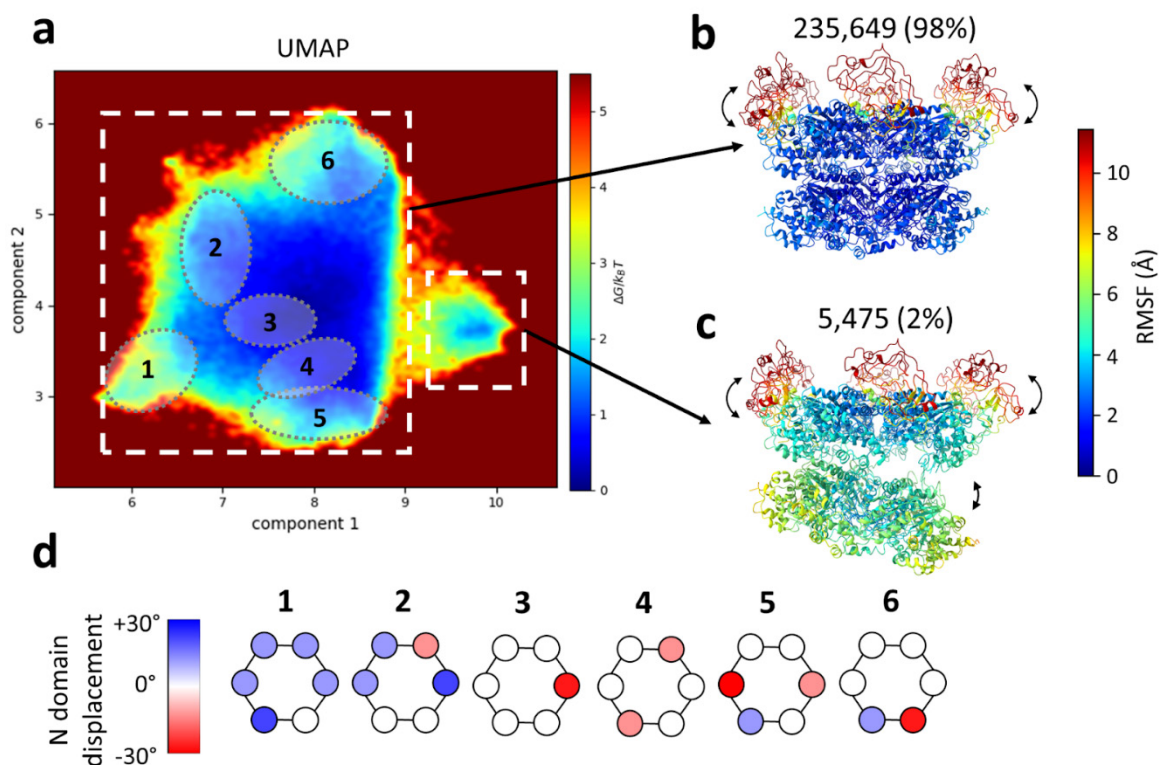 a
UMAP
6
5
4
3
component 2
6
7
8
9
10
component 1
1
2
3
4
5
6
5
4
3
2
1
0
ΔG/kBT
b
235,649 (98%)
c
5,475 (2%)
10
8
6
4
2
0
RMSF (Å)
d
N domain
displacement
+30°
0°
-30°
1 2 3 4 5 6